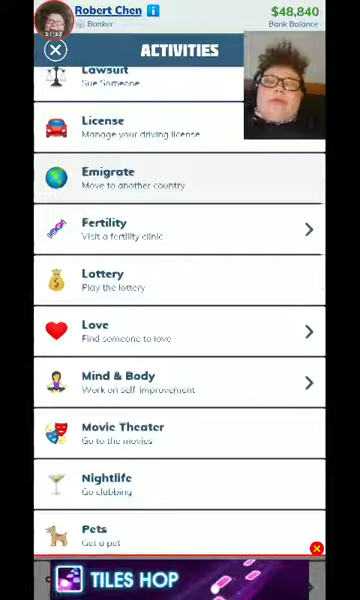 Robert Chen
$48,840
Banker
Bank Balance
ACTIVITIES
Lawsuit
Sue Someone
License
Manage your driving license
Emigrate
Move to another country
Fertility
Visit a fertility clinic
Lottery
Play the lottery
Love
Find someone to love
Mind & Body
Work on self improvement
Movie Theater
Go to the movies
Nightlife
Go clubbing
Pets
Get a pet
TILES HOP